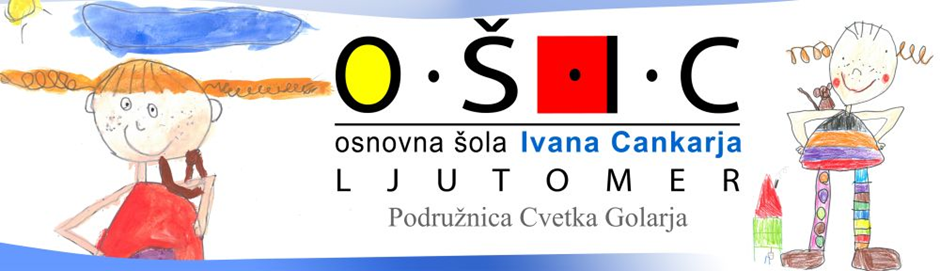 O·Š·I·C
osnovna šola Ivana Cankarja
LJUTOMER
Podružnica Cvetka Golarja